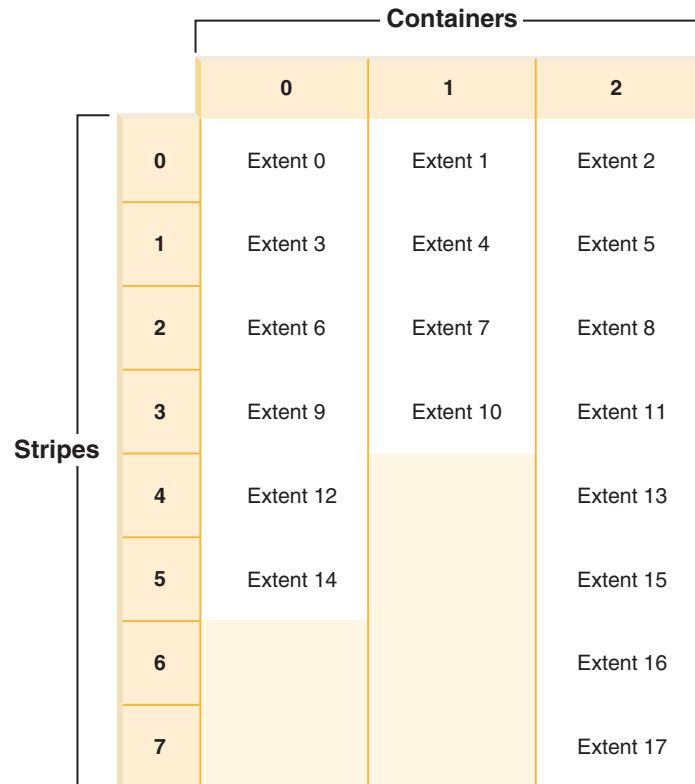 Containers
0 1 2
0 Extent 0 Extent 1 Extent 2
1 Extent 3 Extent 4 Extent 5
2 Extent 6 Extent 7 Extent 8
3 Extent 9 Extent 10 Extent 11
Stripes
4 Extent 12 Extent 13
5 Extent 14 Extent 15
6 Extent 16
7 Extent 17